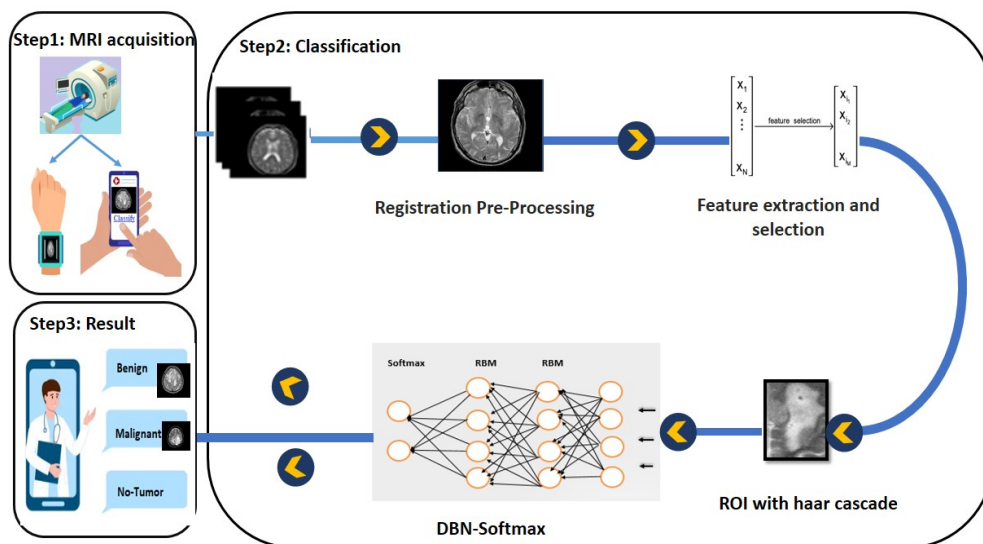 Step1: MRI acquisition
Classify
Step2: Classification
Registration Pre-Processing
X1
X2
⋮
XN
feature selection
Xi1
Xi2
XiM
Feature extraction and
selection
ROI with haar cascade
Softmax
RBM
RBM
DBN-Softmax
Step3: Result
Benign
Malignant
No-Tumor